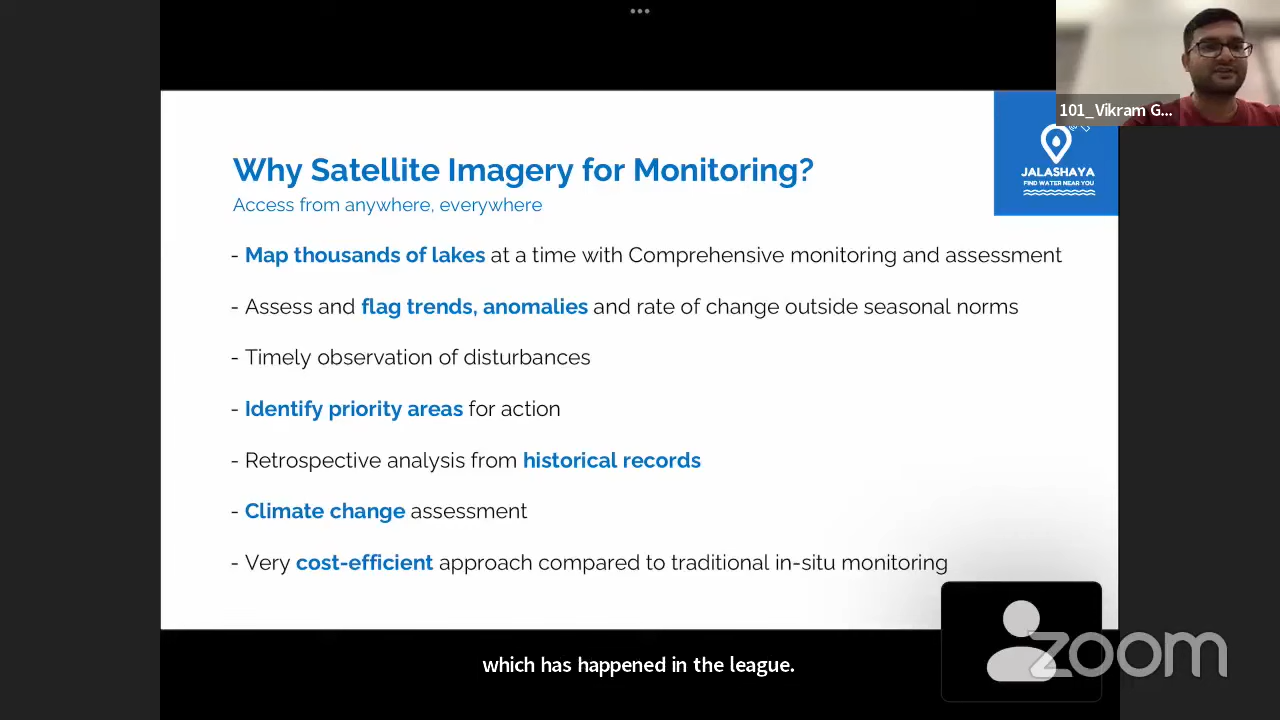 101_Vikram G...
JALASHAYA
FIND WATER NEAR YOU
Why Satellite Imagery for Monitoring?
Access from anywhere, everywhere
- Map thousands of lakes at a time with Comprehensive monitoring and assessment
- Assess and flag trends, anomalies and rate of change outside seasonal norms
- Timely observation of disturbances
- Identify priority areas for action
- Retrospective analysis from historical records
- Climate change assessment
- Very cost-efficient approach compared to traditional in-situ monitoring
which has happened in the league.
zoom